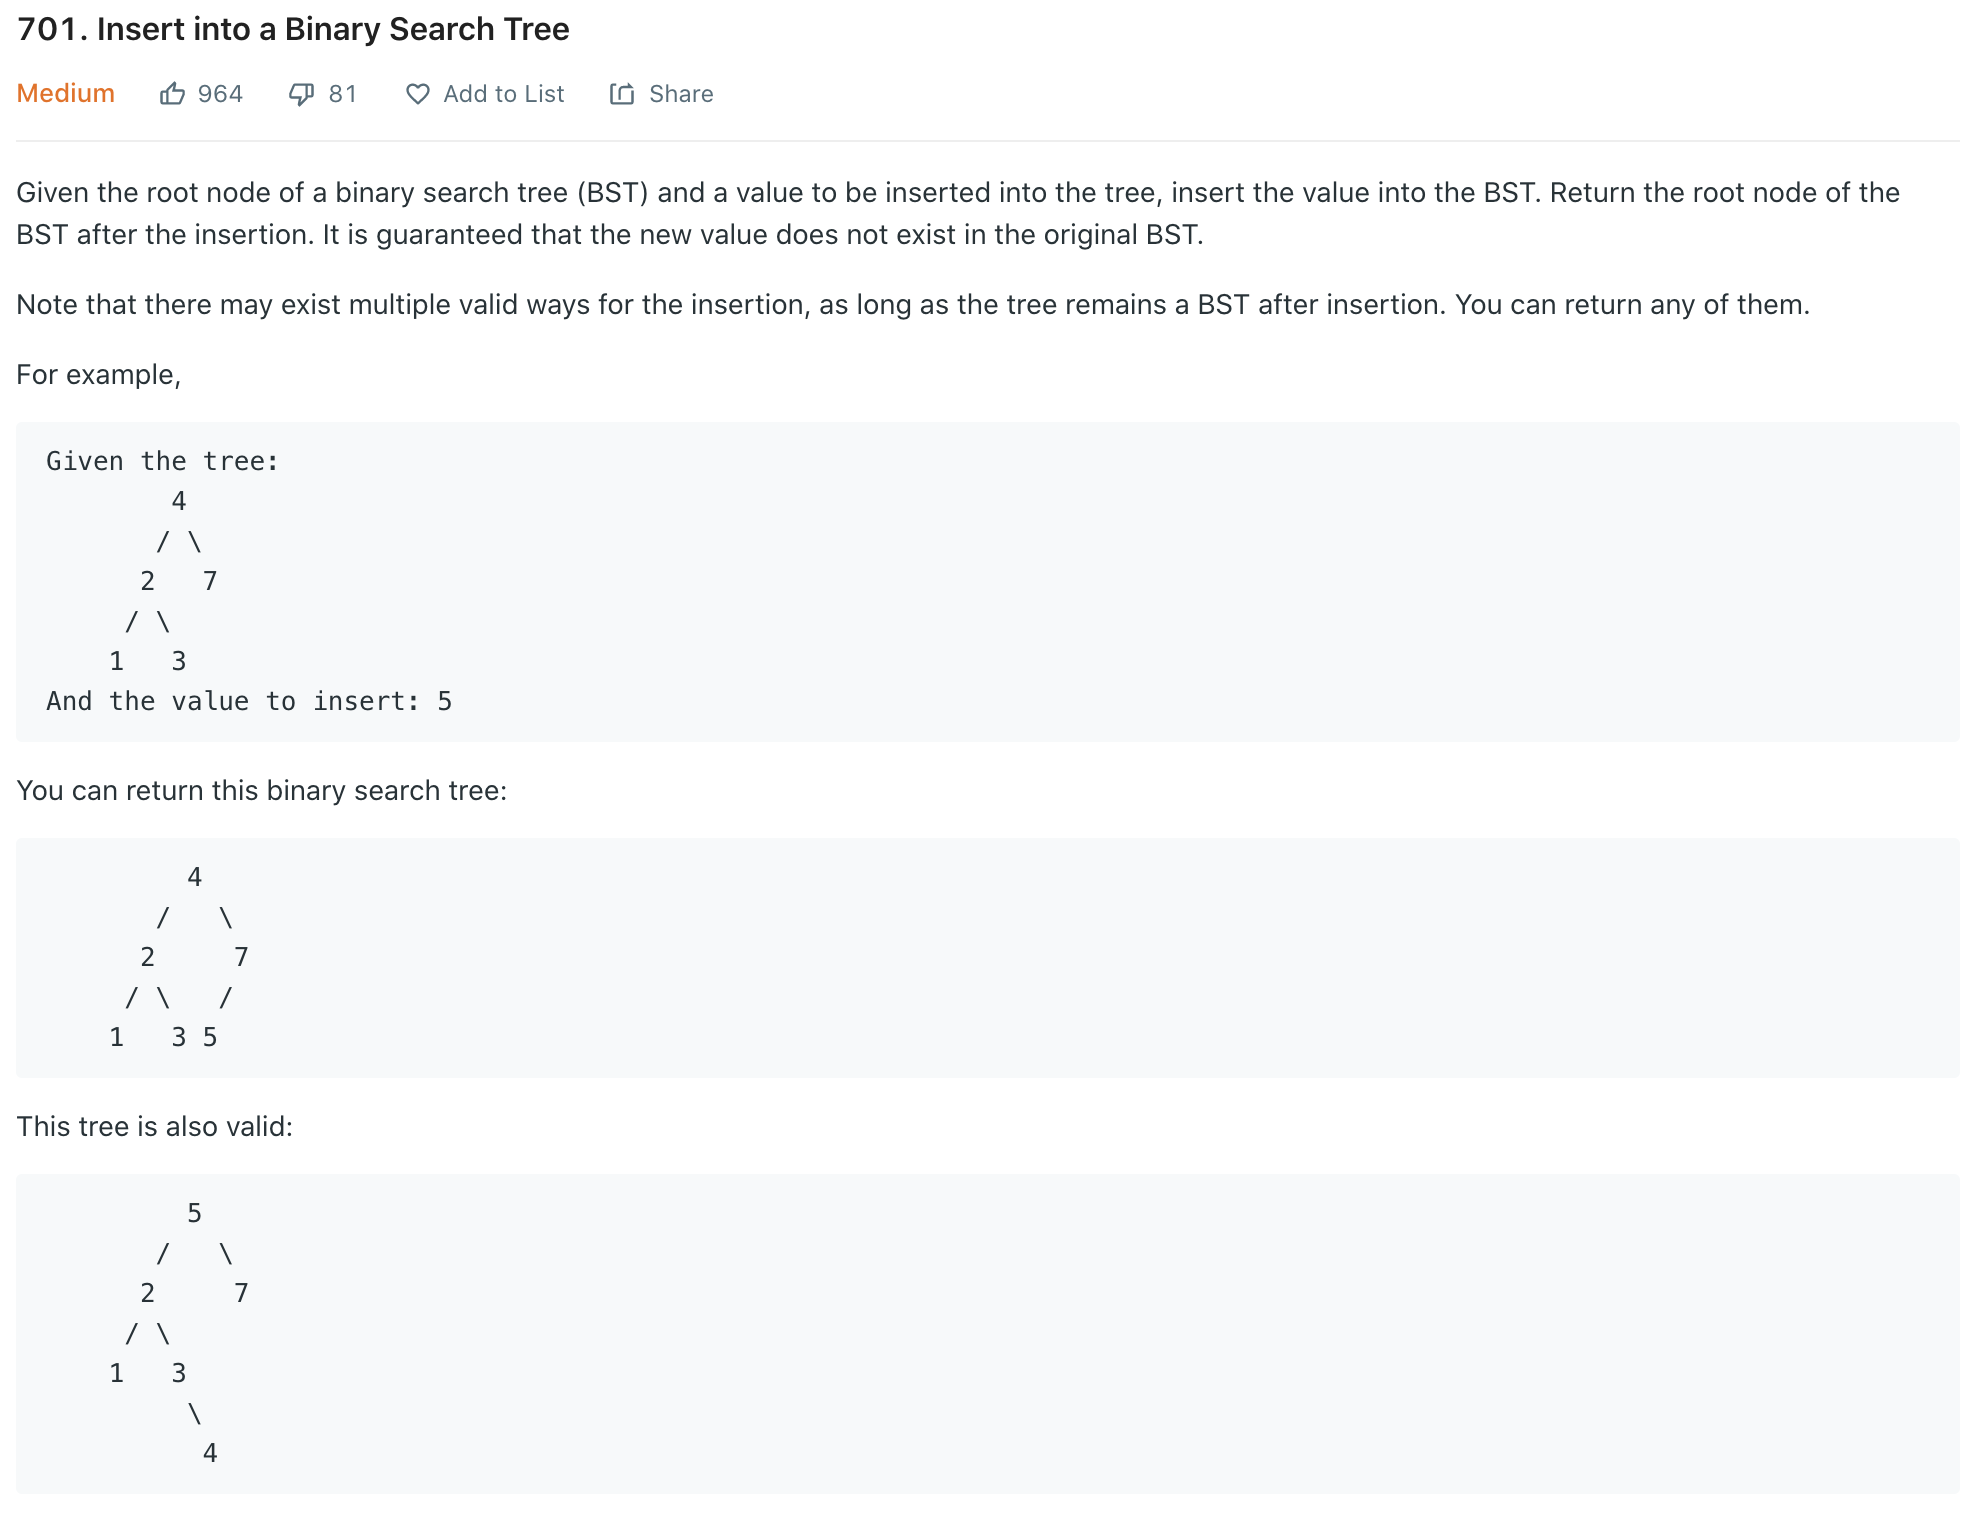 701. Insert into a Binary Search Tree
Medium 964 81 Add to List Share
Given the root node of a binary search tree (BST) and a value to be inserted into the tree, insert the value into the BST. Return the root node of the
BST after the insertion. It is guaranteed that the new value does not exist in the original BST.
Note that there may exist multiple valid ways for the insertion, as long as the tree remains a BST after insertion. You can return any of them.
For example,
Given the tree:
        4
       / \
      2   7
     / \
    1   3
And the value to insert: 5
You can return this binary search tree:
         4
       /   \
      2     7
     / \   /
    1   3 5
This tree is also valid:
         5
       /   \
      2     7
     / \
    1   3
         \
          4